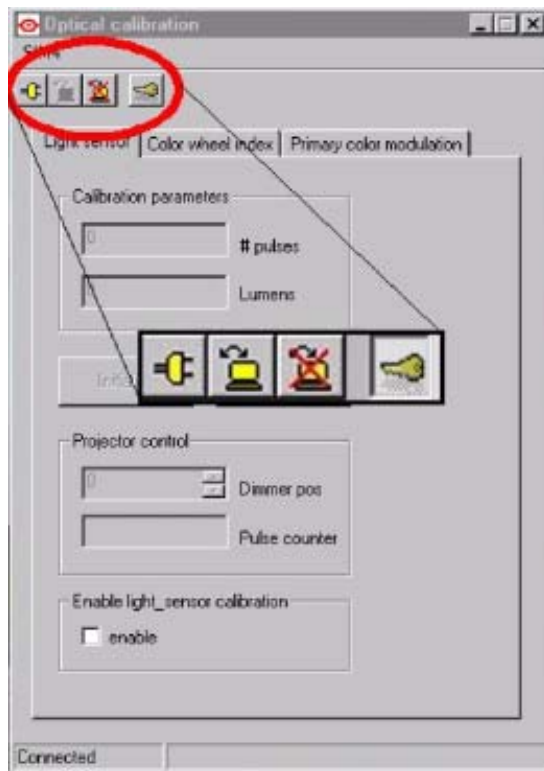 Optical calibration
Light sensor
Color wheel index
Primary color modulation
Calibration parameters
0
# pulses
Lumens
Projector control
0
Dimmer pos
Pulse counter
Enable light_sensor calibration
enable
Connected